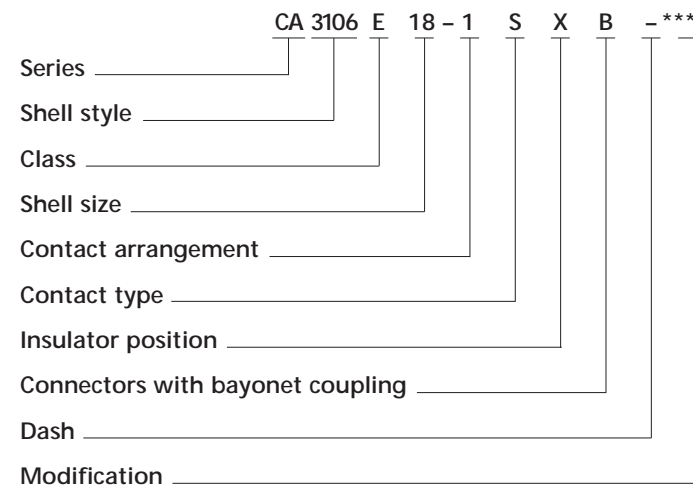 CA 3106 E 18 – 1 S X B – ***
Series
Shell style
Class
Shell size
Contact arrangement
Contact type
Insulator position
Connectors with bayonet coupling
Dash
Modification